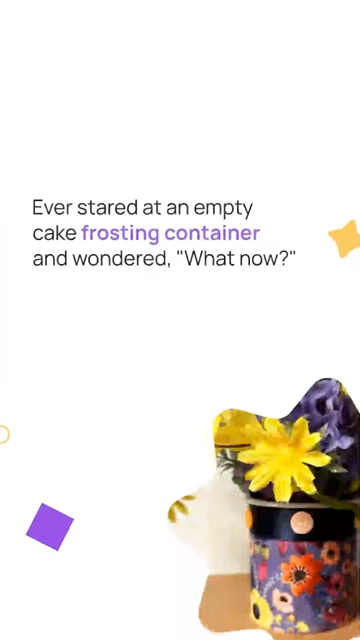 Ever stared at an empty
cake frosting container
and wondered, "What now?"